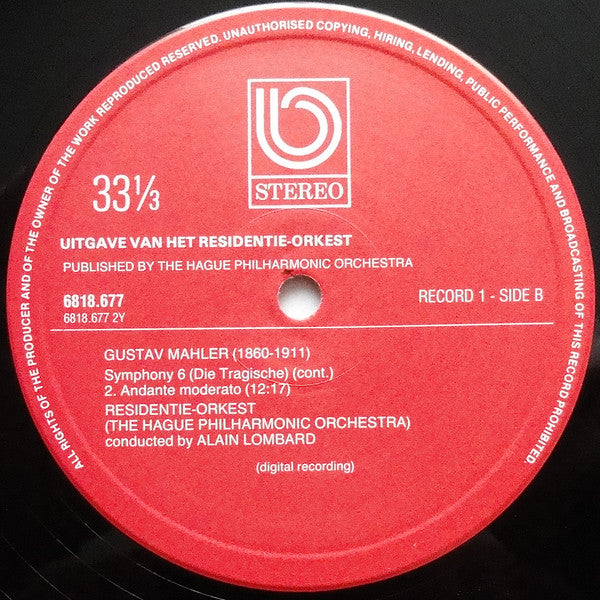 ALL RIGHTS OF THE PRODUCER AND OF THE OWNER OF THE WORK REPRODUCED RESERVED. UNAUTHORISED COPYING, HIRING, LENDING, PUBLIC PERFORMANCE AND BROADCASTING OF THIS RECORD PROHIBITED.
STEREO
33⅓
UITGAVE VAN HET RESIDENTIE-ORKEST
PUBLISHED BY THE HAGUE PHILHARMONIC ORCHESTRA
6818.677
RECORD 1 - SIDE B
6818.677 2Y
GUSTAV MAHLER (1860-1911)
Symphony 6 (Die Tragische) (cont.)
2. Andante moderato (12:17)
RESIDENTIE-ORKEST
(THE HAGUE PHILHARMONIC ORCHESTRA)
conducted by ALAIN LOMBARD
(digital recording)